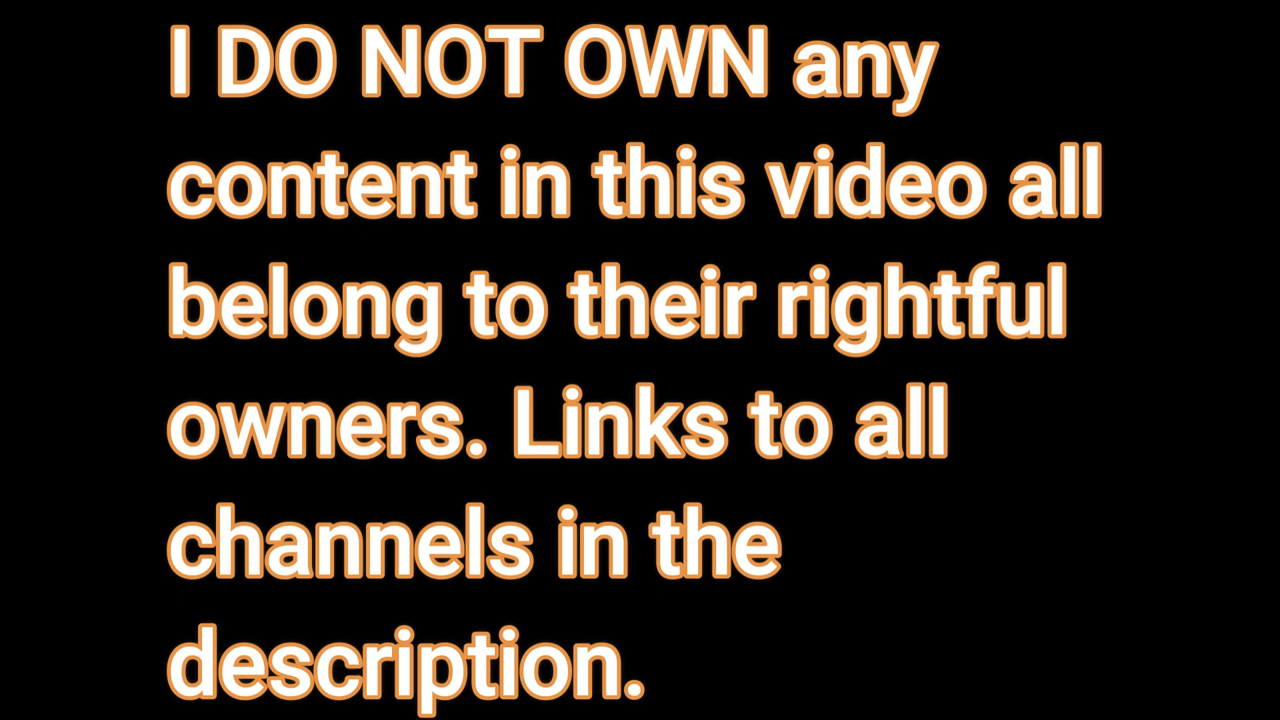 I DO NOT OWN any
content in this video all
belong to their rightful
owners. Links to all
channels in the
description.